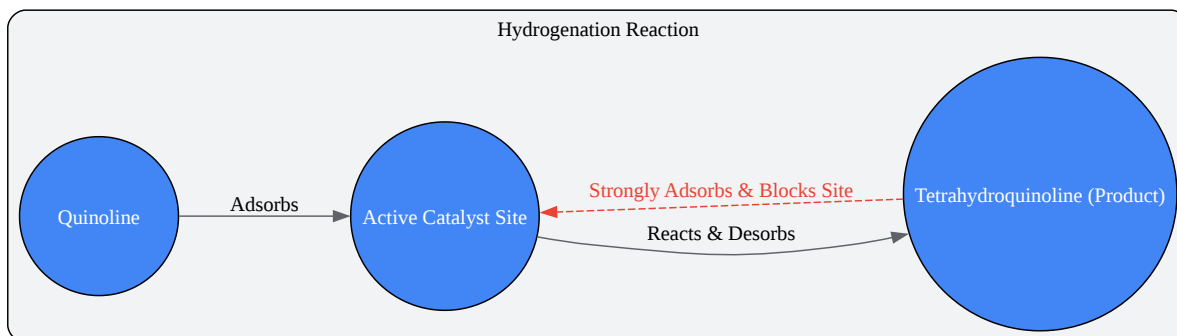 Hydrogenation Reaction
Quinoline
Adsorbs
Active Catalyst Site
Strongly Adsorbs & Blocks Site
Reacts & Desorbs
Tetrahydroquinoline (Product)